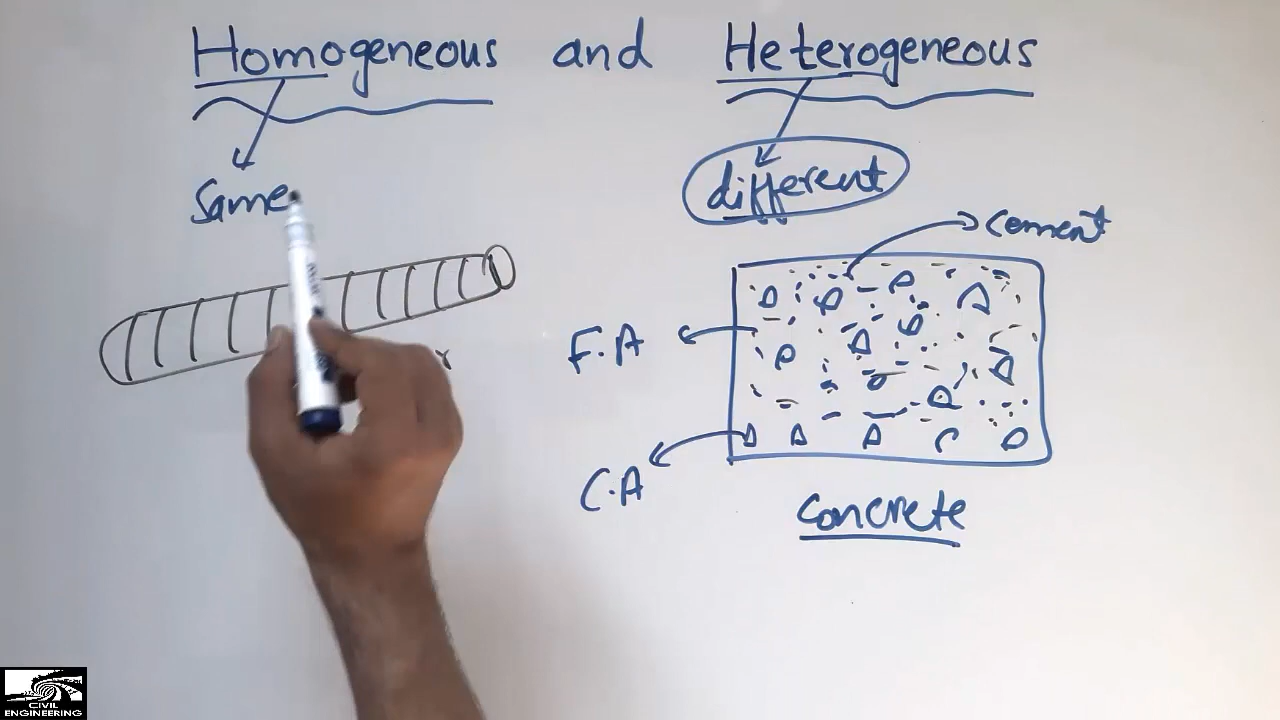 Homogeneous and Heterogeneous
Same
different
cement
F.A
C.A
Concrete
CIVIL
ENGINEERING